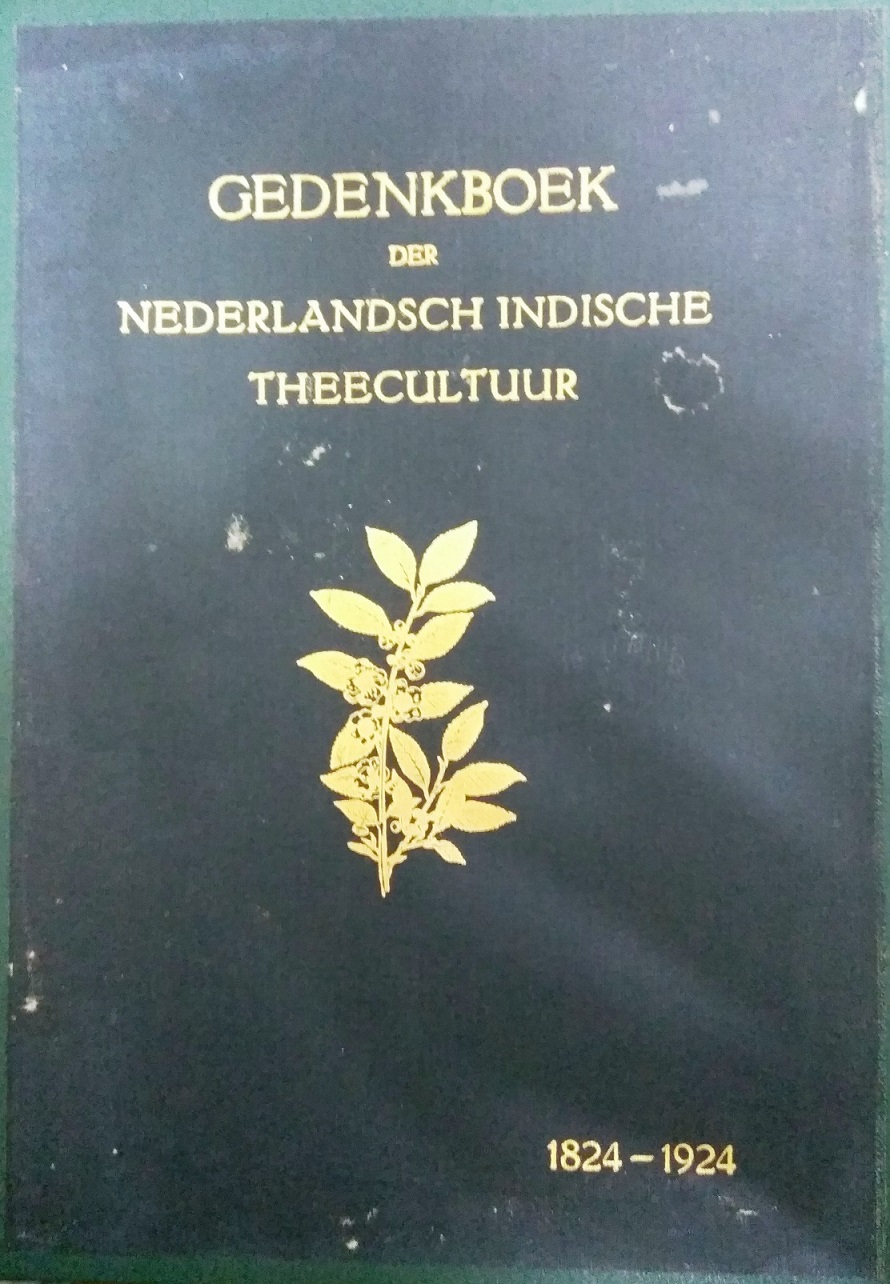 GEDENKBOEK
DER
NEDERLANDSCH INDISCHE
THEECULTUUR
1824–1924